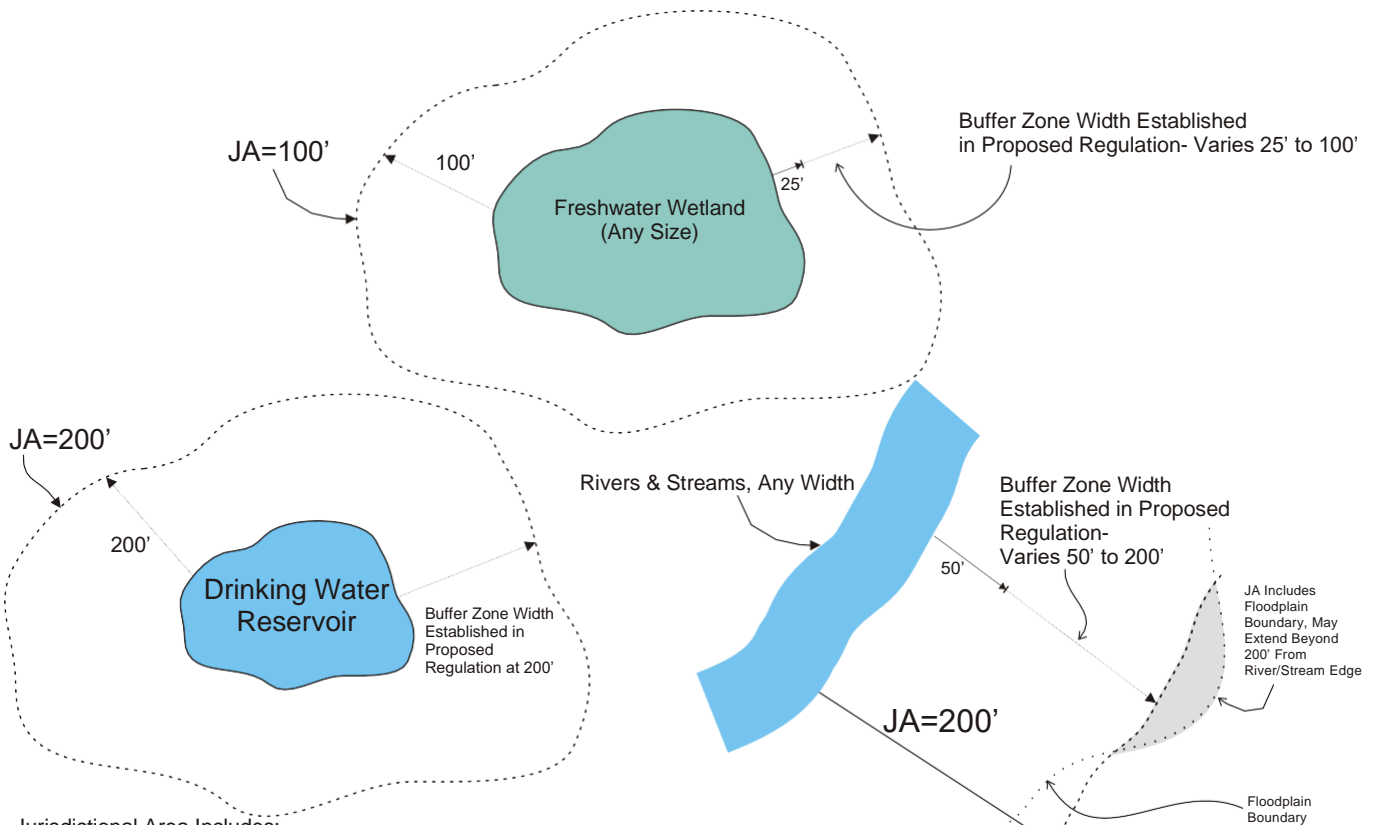 JA=100’
100’
Freshwater Wetland
(Any Size)
25’
Buffer Zone Width Established
in Proposed Regulation- Varies 25’ to 100’
JA=200’
200’
Drinking Water
Reservoir
Buffer Zone Width
Established in
Proposed
Regulation at 200’
Rivers & Streams, Any Width
50’
Buffer Zone Width
Established in Proposed
Regulation-
Varies 50’ to 200’
JA Includes
Floodplain
Boundary, May
Extend Beyond
200’ From
River/Stream Edge
JA=200’
Floodplain
Boundary
Jurisdictional Area Includes: